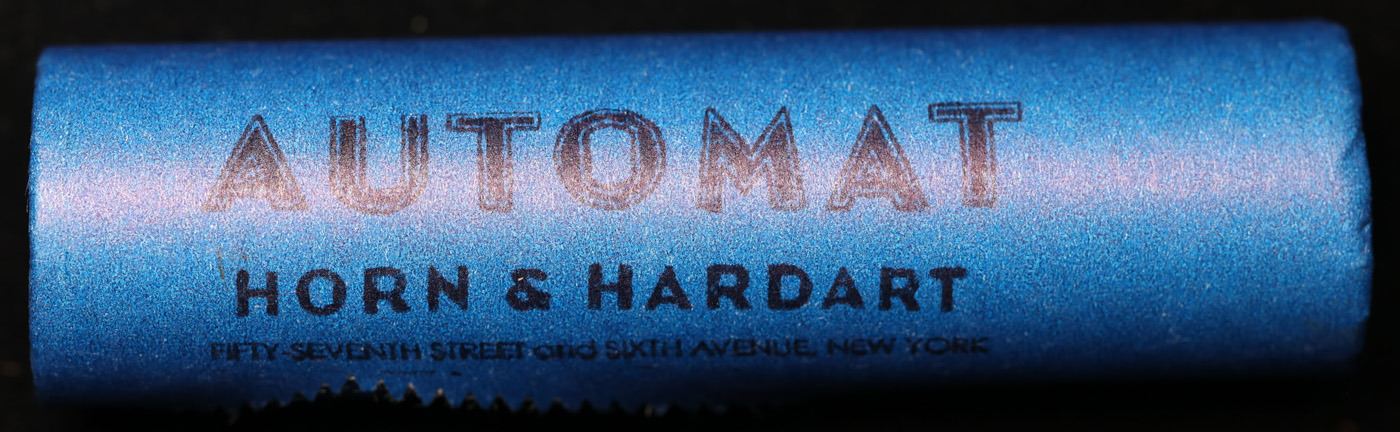 AUTOMAT
HORN & HARDART
FIFTY-SEVENTH STREET and SIXTH AVENUE, NEW YORK